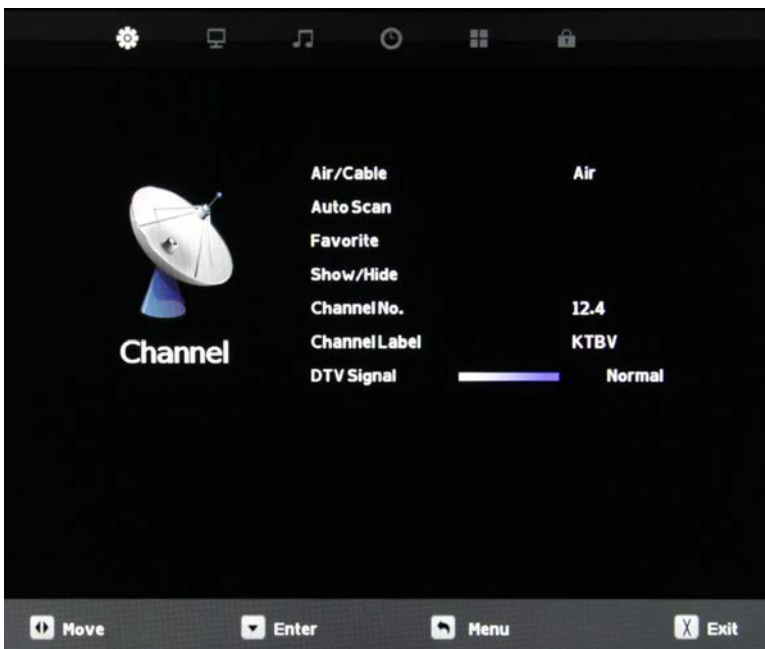 Air/Cable Air
Auto Scan
Favorite
Show/Hide
Channel No. 12.4
Channel Label KTBV
DTV Signal Normal
Channel
Move Enter Menu X Exit